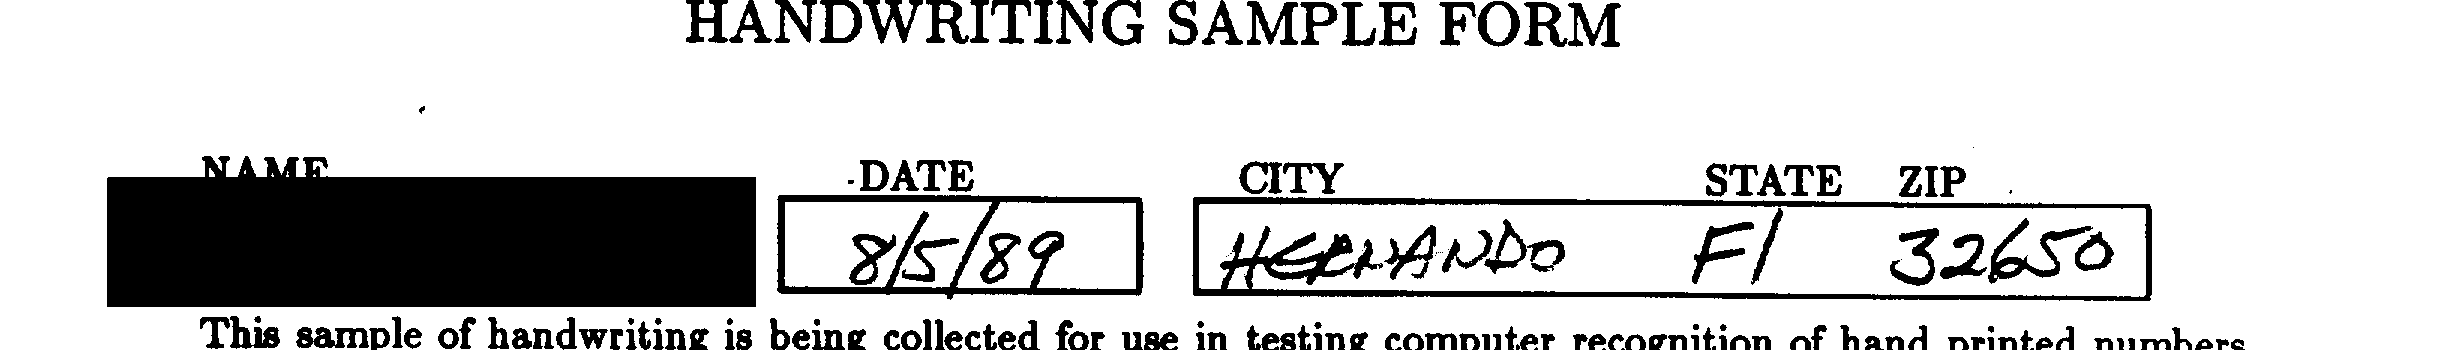 HANDWRITING SAMPLE FORM
NAME DATE CITY STATE ZIP
8/5/89 HERNANDO Fl 32650
This sample of handwriting is being collected for use in testing computer recognition of hand printed numbers